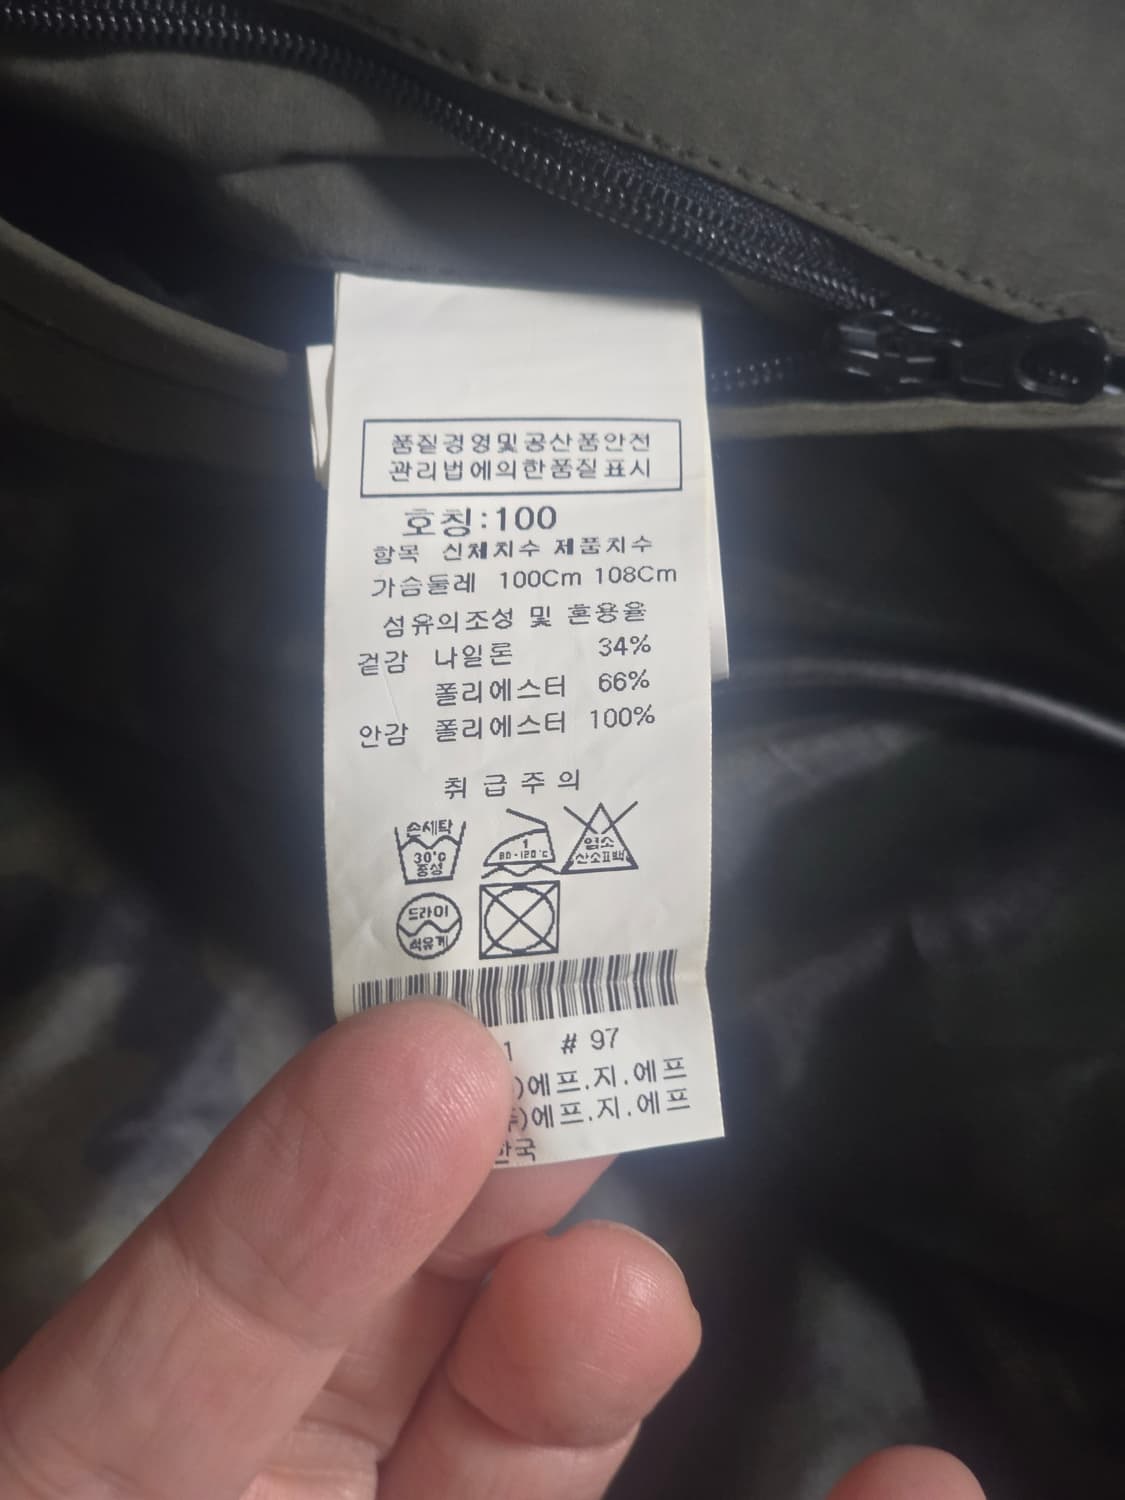 품질경영및공산품안전
관리법에의한품질표시
호칭:100
항목 신체치수 제품치수
가슴둘레 100Cm 108Cm
섬유의조성 및 혼용율
겉감 나일론 34%
폴리에스터 66%
안감 폴리에스터 100%
취급주의
손세탁
30°C
중성
1
80-120°C
염소
산소표백
드라이
석유계
1 # 97
)에프.지.에프
주)에프.지.에프
한국